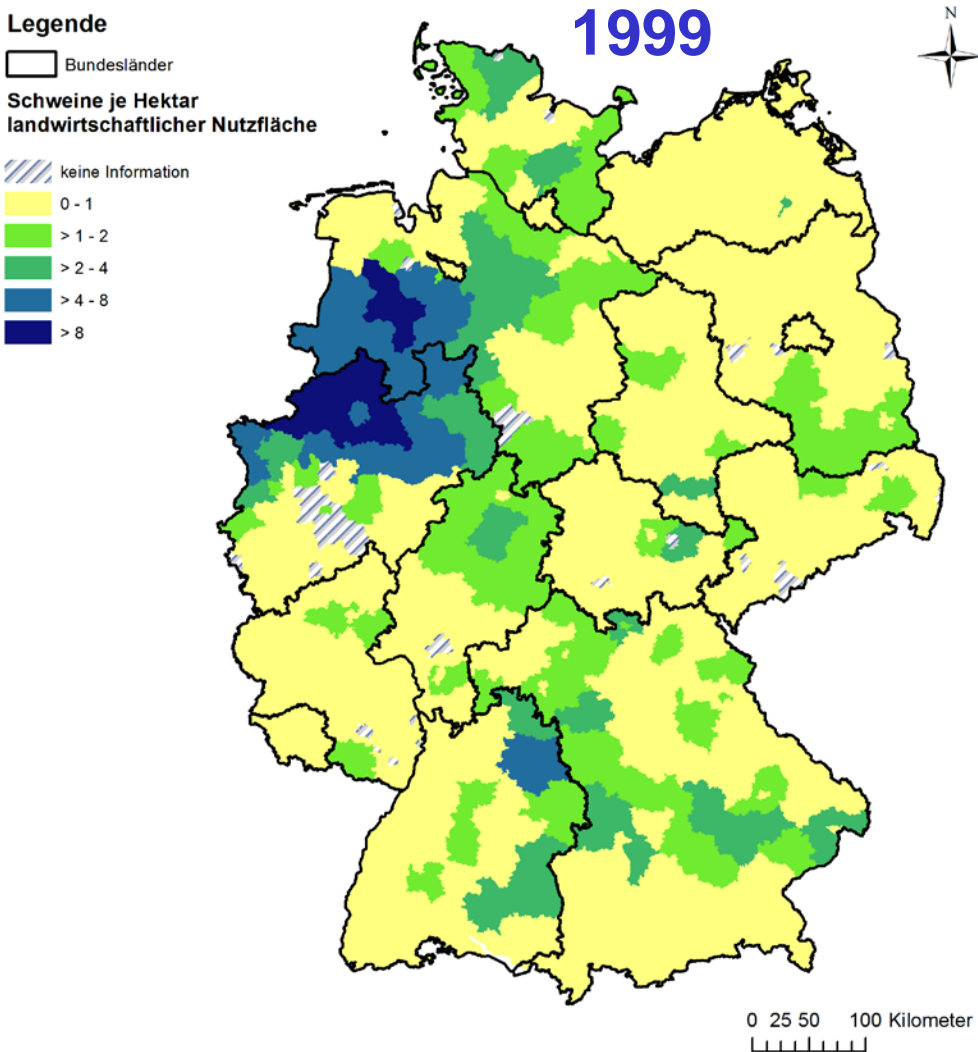 1999
N
Legende
Bundesländer
Schweine je Hektar
landwirtschaftlicher Nutzfläche
keine Information
0 - 1
> 1 - 2
> 2 - 4
> 4 - 8
> 8
0 25 50 100 Kilometer